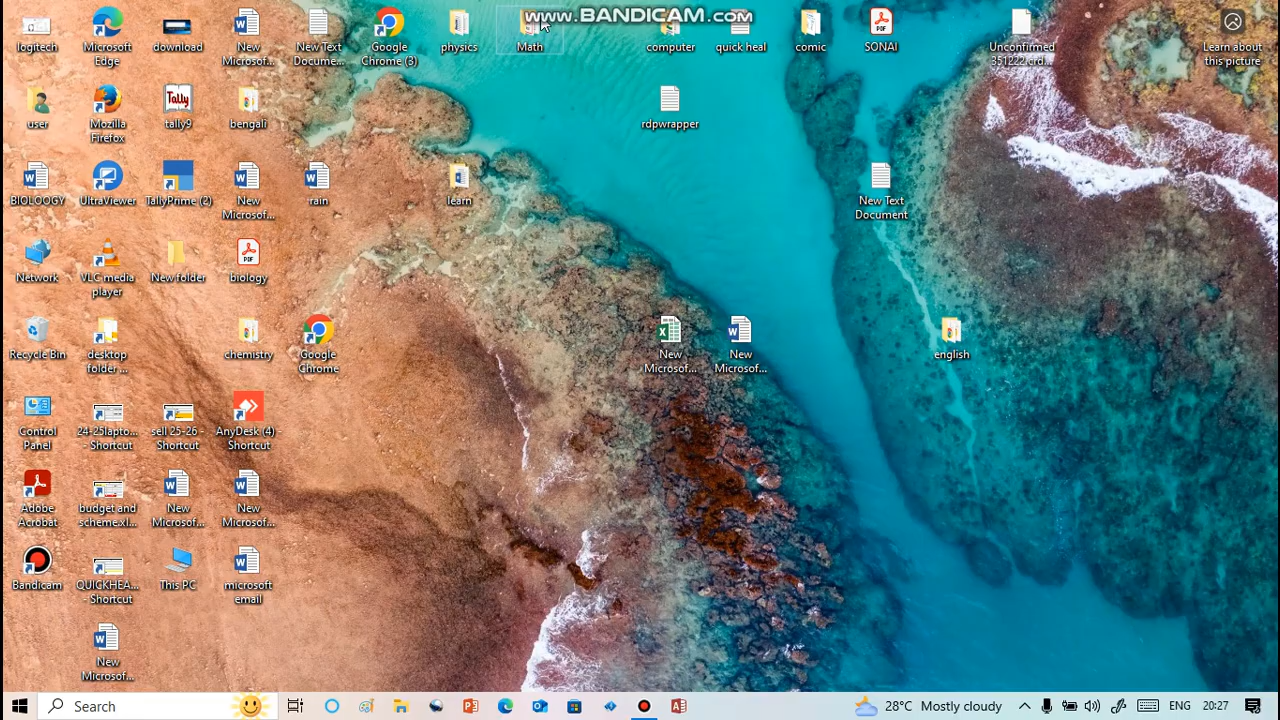 www.BANDICAM.com
logitech
Microsoft
Edge
download
New
Microsof...
New Text
Docume...
Google
Chrome (3)
physics
Math
computer
quick heal
comic
SONAI
Unconfirmed
351222.crd...
Learn about
this picture
user
Mozilla
Firefox
Tally
tally9
bengali
rdpwrapper
BIOLOGY
UltraViewer
TallyPrime (2)
New
Microsof...
rain
learn
New Text
Document
Network
VLC media
player
New folder
PDF
biology
Recycle Bin
desktop
folder ...
chemistry
Google
Chrome
New
Microsof...
New
Microsof...
english
Control
Panel
24-25lapto...
- Shortcut
sell 25-26 -
Shortcut
AnyDesk (4) -
Shortcut
Adobe
Acrobat
budget and
scheme.xl...
New
Microsof...
New
Microsof...
Bandicam
QUICKHEA...
- Shortcut
This PC
microsoft
email
New
Microsof...
Search
28°C Mostly cloudy
ENG
20:27